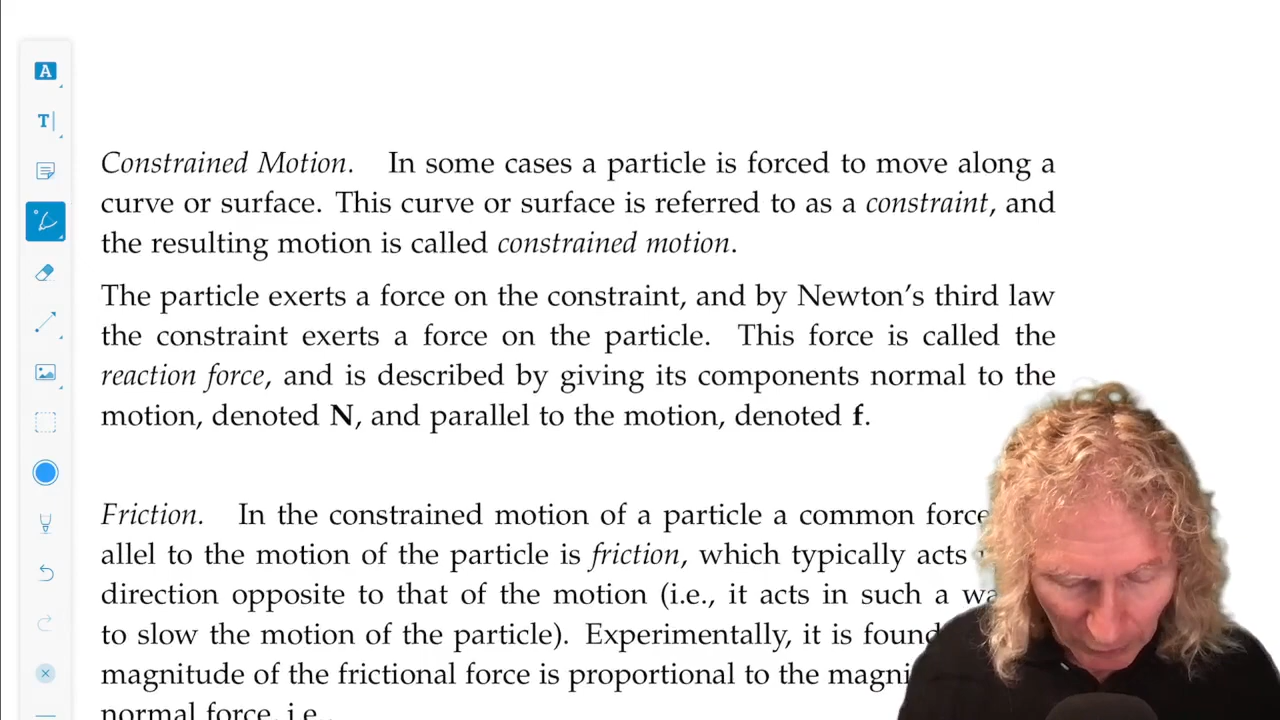 A
T
Constrained Motion. In some cases a particle is forced to move along a
curve or surface. This curve or surface is referred to as a constraint, and
the resulting motion is called constrained motion.
The particle exerts a force on the constraint, and by Newton's third law
the constraint exerts a force on the particle. This force is called the
reaction force, and is described by giving its components normal to the
motion, denoted N, and parallel to the motion, denoted f.
Friction. In the constrained motion of a particle a common force
allel to the motion of the particle is friction, which typically acts
direction opposite to that of the motion (i.e., it acts in such a
to slow the motion of the particle). Experimentally, it is found
magnitude of the frictional force is proportional to the
normal force, i.e.,